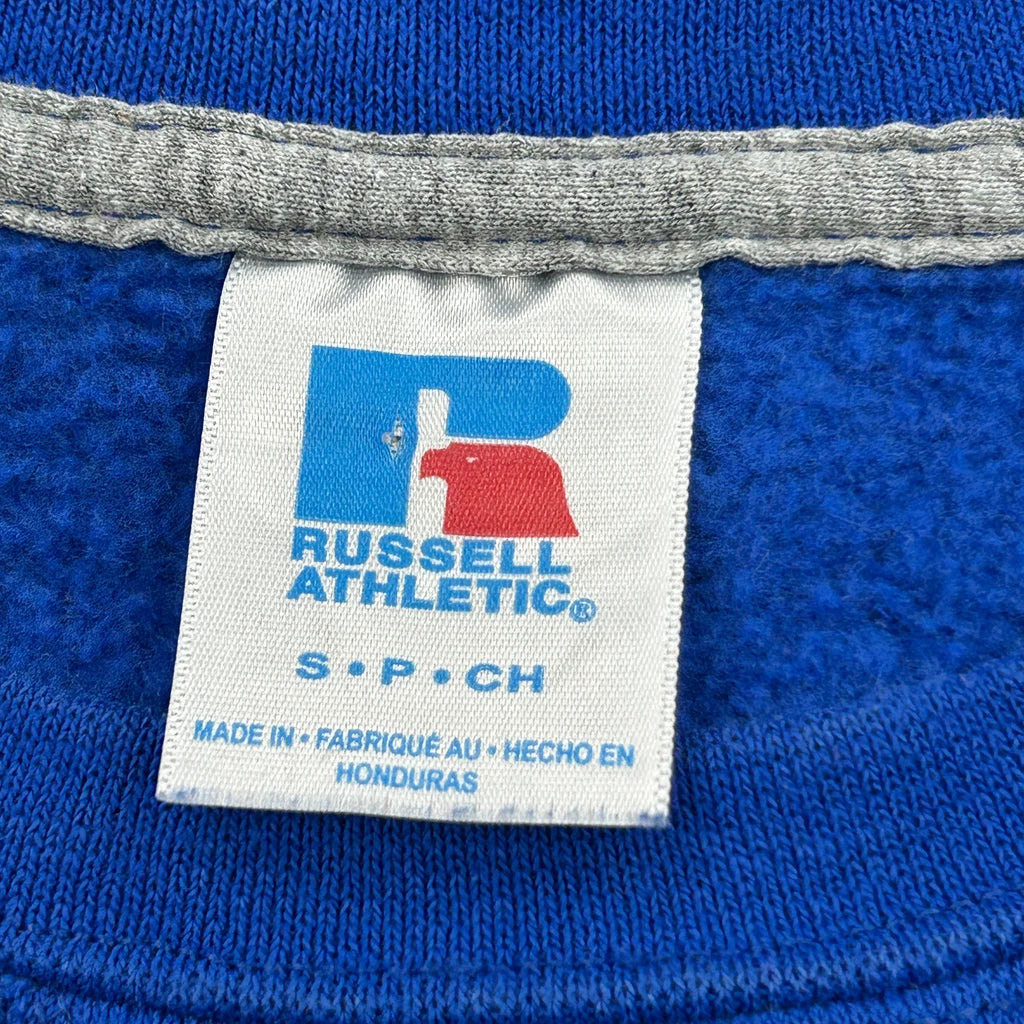 RUSSELL
ATHLETIC®
S • P • CH
MADE IN • FABRIQUÉ AU • HECHO EN
HONDURAS